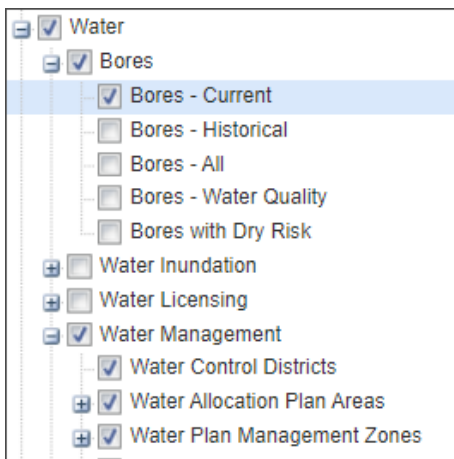 Water
Bores
Bores - Current
Bores - Historical
Bores - All
Bores - Water Quality
Bores with Dry Risk
Water Inundation
Water Licensing
Water Management
Water Control Districts
Water Allocation Plan Areas
Water Plan Management Zones